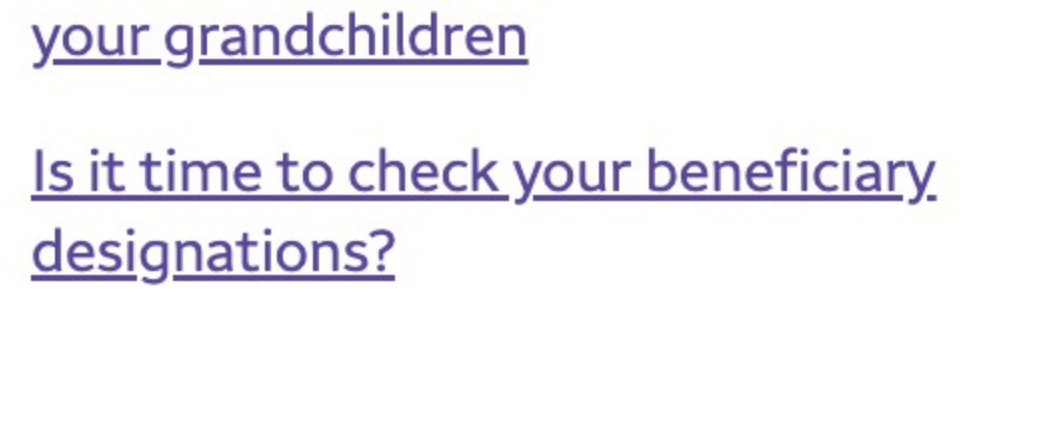 your grandchildren
Is it time to check your beneficiary
designations?